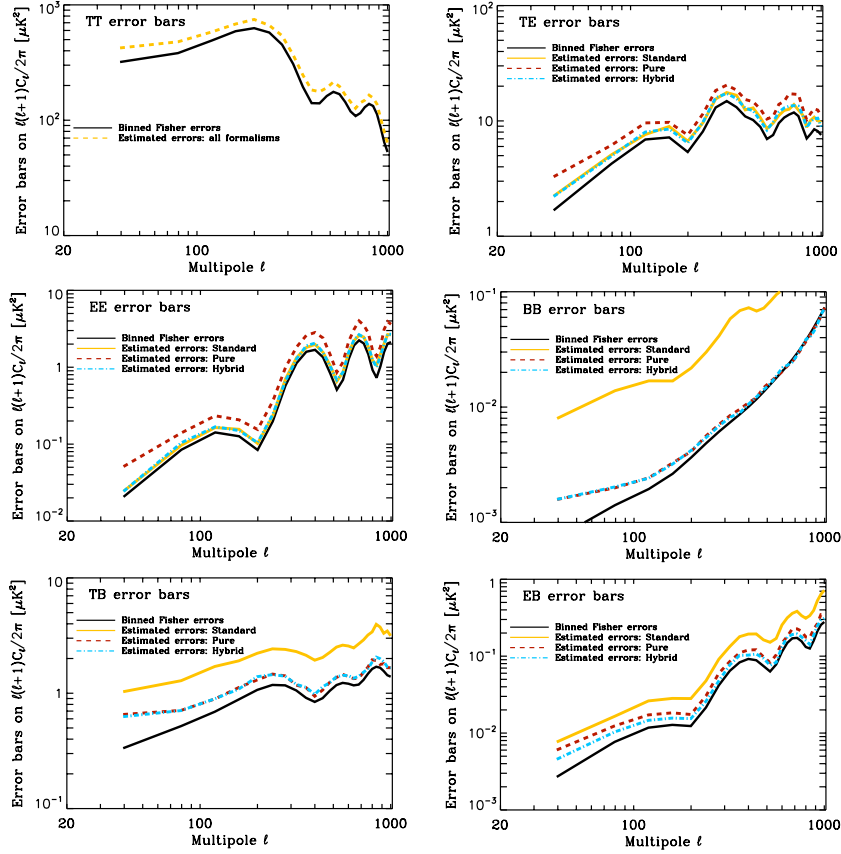 TT error bars
Error bars on ℓ(ℓ+1)Cℓ/2π [μK²]
10³
10²
10
Binned Fisher errors
Estimated errors: all formalisms
20 100 1000
Multipole ℓ
TE error bars
Error bars on ℓ(ℓ+1)Cℓ/2π [μK²]
10²
10
1
Binned Fisher errors
Estimated errors: Standard
Estimated errors: Pure
Estimated errors: Hybrid
20 100 1000
Multipole ℓ
EE error bars
Error bars on ℓ(ℓ+1)Cℓ/2π [μK²]
10
1
10⁻¹
10⁻²
Binned Fisher errors
Estimated errors: Standard
Estimated errors: Pure
Estimated errors: Hybrid
20 100 1000
Multipole ℓ
BB error bars
Error bars on ℓ(ℓ+1)Cℓ/2π [μK²]
10⁻¹
10⁻²
10⁻³
Binned Fisher errors
Estimated errors: Standard
Estimated errors: Pure
Estimated errors: Hybrid
20 100 1000
Multipole ℓ
TB error bars
Error bars on ℓ(ℓ+1)Cℓ/2π [μK²]
10
1
10⁻¹
Binned Fisher errors
Estimated errors: Standard
Estimated errors: Pure
Estimated errors: Hybrid
20 100 1000
Multipole ℓ
EB error bars
Error bars on ℓ(ℓ+1)Cℓ/2π [μK²]
1
10⁻¹
10⁻²
10⁻³
Binned Fisher errors
Estimated errors: Standard
Estimated errors: Pure
Estimated errors: Hybrid
20 100 1000
Multipole ℓ